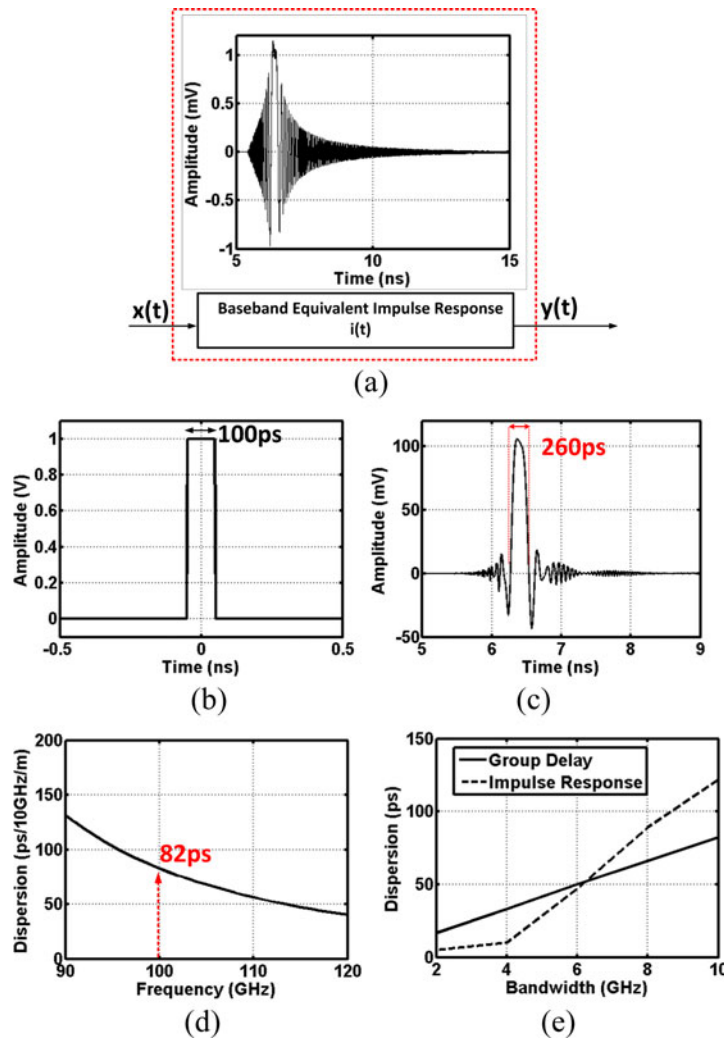 Amplitude (mV)
1
0.5
0
-0.5
-1
5
10
15
Time (ns)
x(t)
Baseband Equivalent Impulse Response
i(t)
y(t)
(a)
Amplitude (V)
1
0.8
0.6
0.4
0.2
0
100ps
-0.5
0
0.5
Time (ns)
(b)
Amplitude (mV)
100
50
0
-50
260ps
5
6
7
8
9
Time (ns)
(c)
Dispersion (ps/10GHz/m)
200
150
100
50
0
82ps
90
100
110
120
Frequency (GHz)
(d)
Dispersion (ps)
150
100
50
0
Group Delay
Impulse Response
2
4
6
8
10
Bandwidth (GHz)
(e)